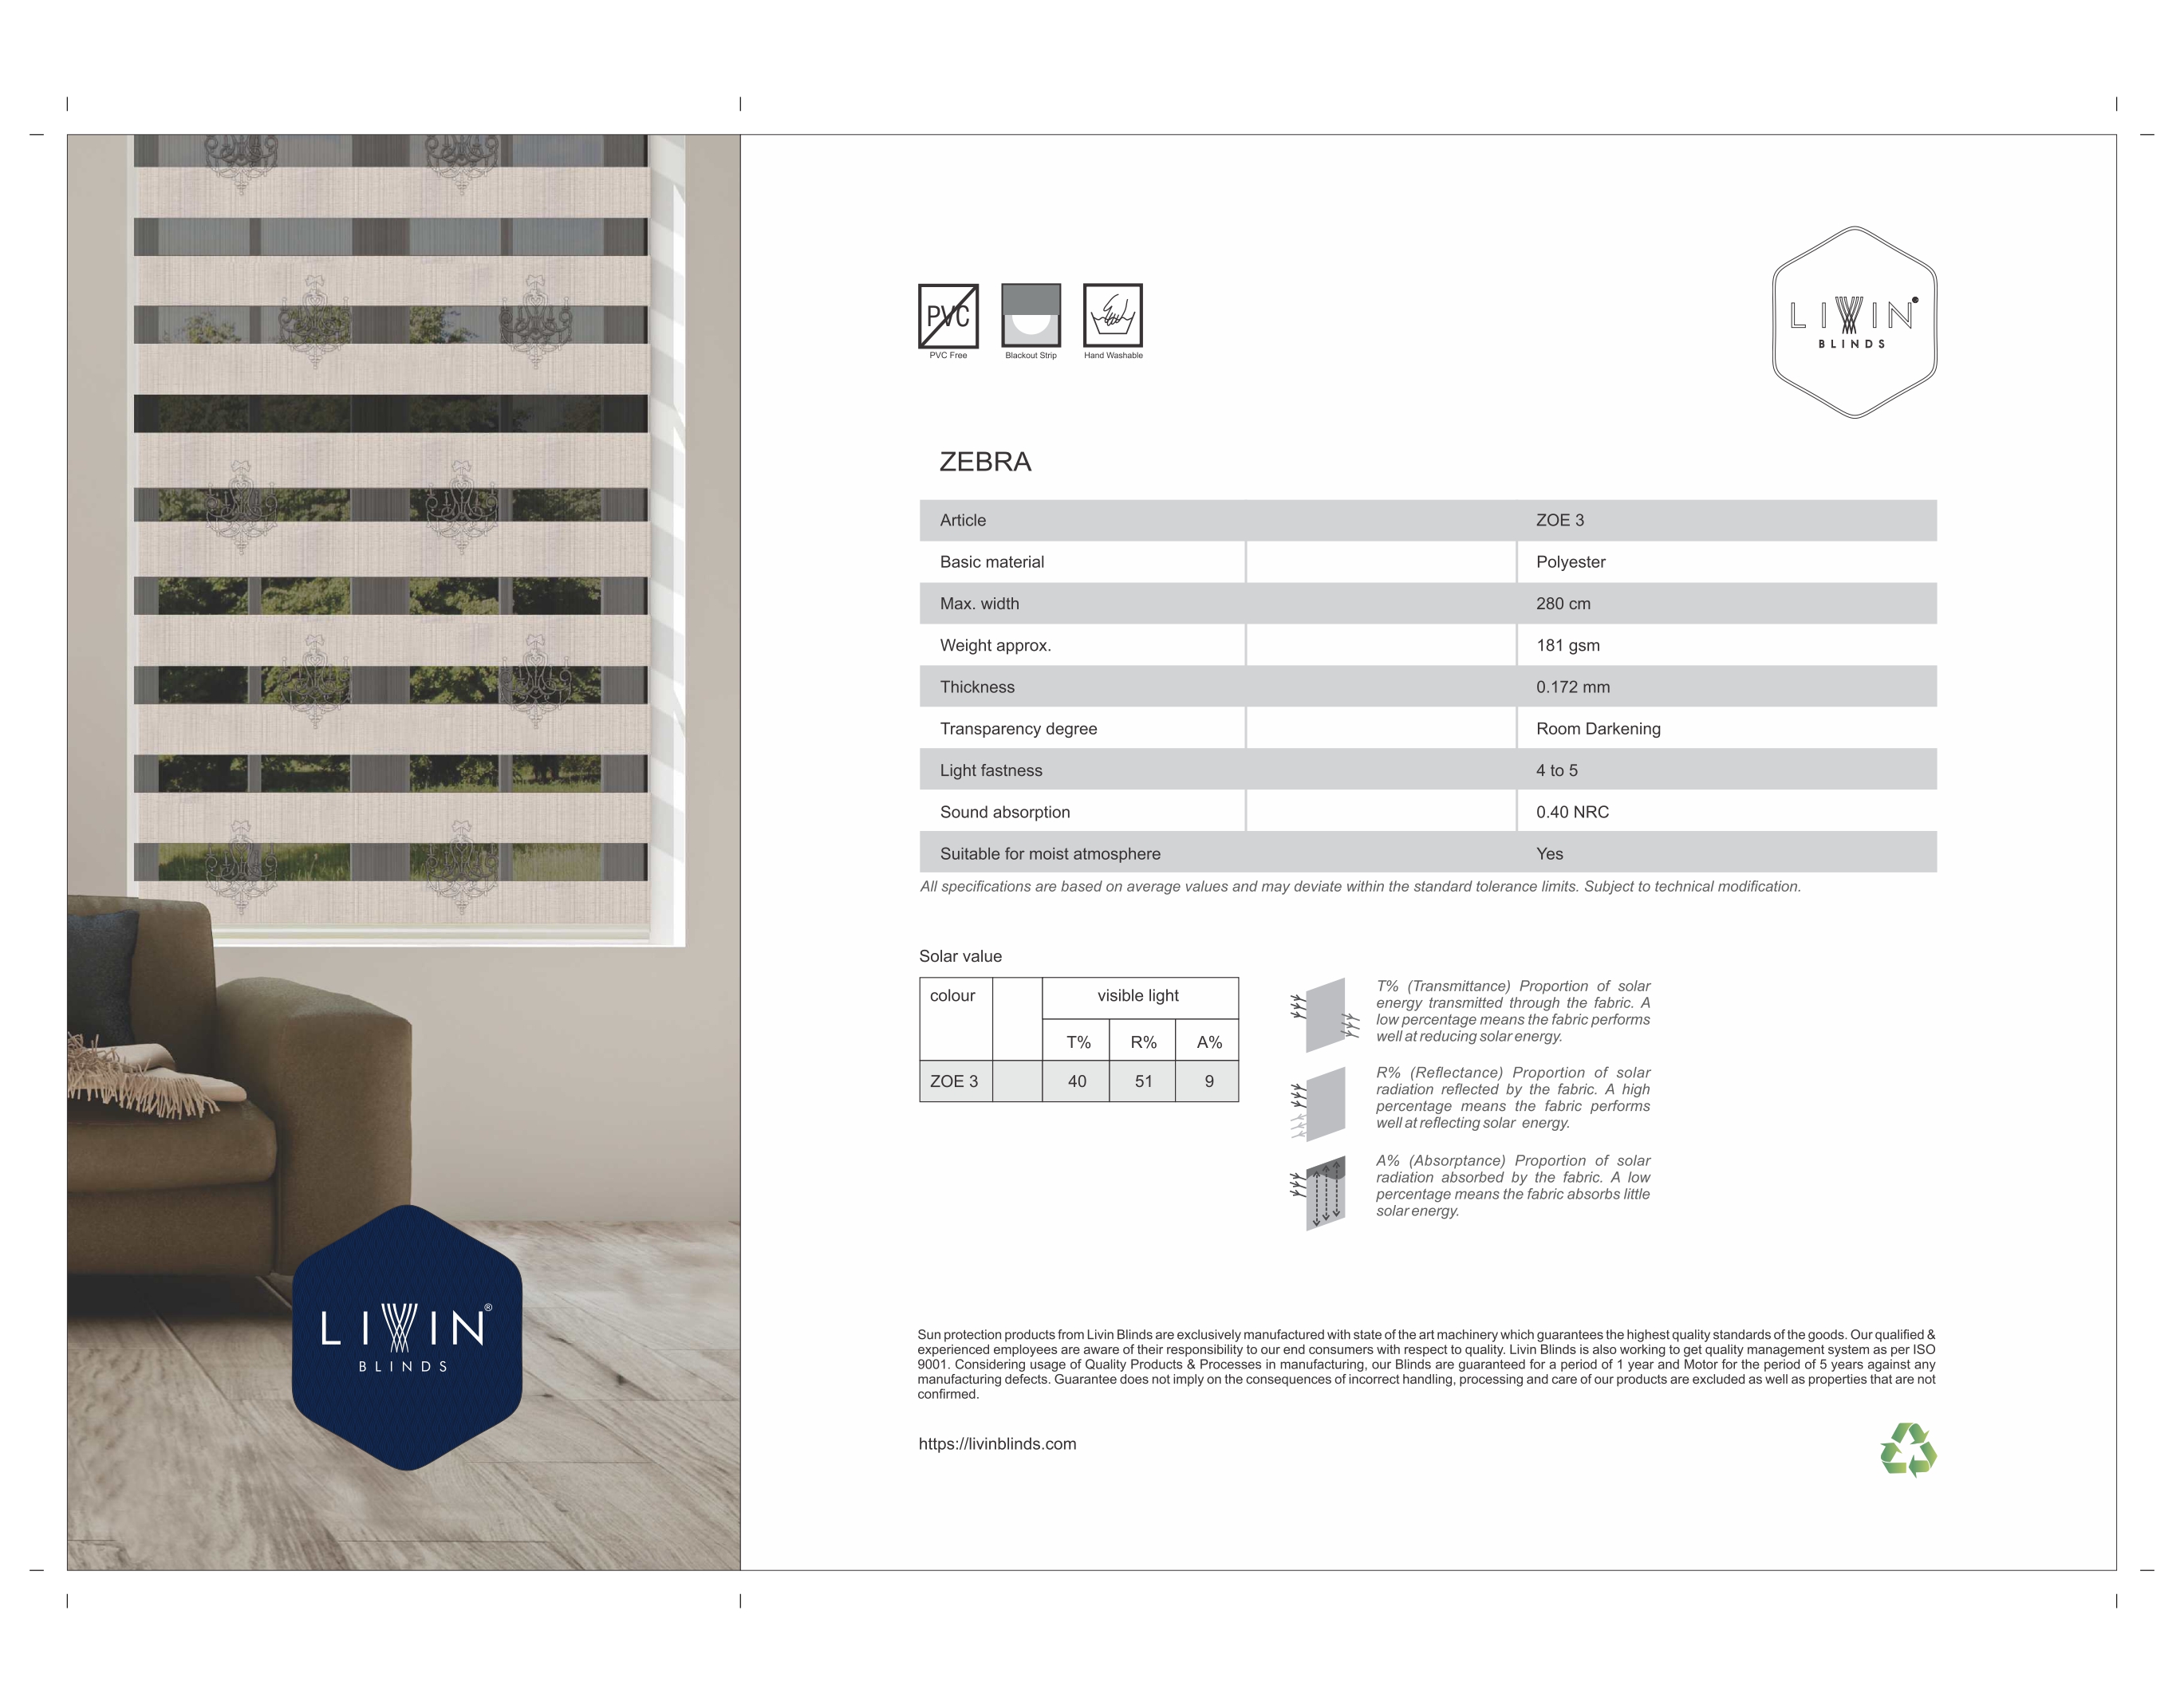 LIVIN®
BLINDS
PVC
PVC Free
Blackout Strip
Hand Washable
LIVIN®
BLINDS
ZEBRA
Article ZOE 3
Basic material Polyester
Max. width 280 cm
Weight approx. 181 gsm
Thickness 0.172 mm
Transparency degree Room Darkening
Light fastness 4 to 5
Sound absorption 0.40 NRC
Suitable for moist atmosphere Yes
All specifications are based on average values and may deviate within the standard tolerance limits. Subject to technical modification.
Solar value
colour visible light
T% R% A%
ZOE 3 40 51 9
T% (Transmittance) Proportion of solar
energy transmitted through the fabric. A
low percentage means the fabric performs
well at reducing solar energy.
R% (Reflectance) Proportion of solar
radiation reflected by the fabric. A high
percentage means the fabric performs
well at reflecting solar energy.
A% (Absorptance) Proportion of solar
radiation absorbed by the fabric. A low
percentage means the fabric absorbs little
solar energy.
Sun protection products from Livin Blinds are exclusively manufactured with state of the art machinery which guarantees the highest quality standards of the goods. Our qualified &
experienced employees are aware of their responsibility to our end consumers with respect to quality. Livin Blinds is also working to get quality management system as per ISO
9001. Considering usage of Quality Products & Processes in manufacturing, our Blinds are guaranteed for a period of 1 year and Motor for the period of 5 years against any
manufacturing defects. Guarantee does not imply on the consequences of incorrect handling, processing and care of our products are excluded as well as properties that are not
confirmed.
https://livinblinds.com